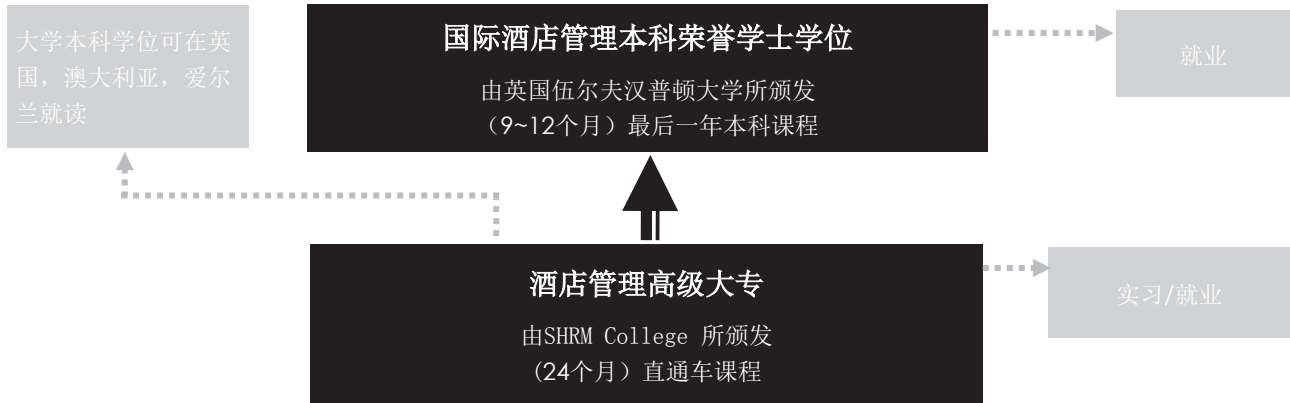 大学本科学位可在英
国，澳大利亚，爱尔
兰就读
国际酒店管理本科荣誉学士学位
由英国伍尔夫汉普顿大学所颁发
（9~12个月）最后一年本科课程
就业
酒店管理高级大专
由SHRM College 所颁发
(24个月）直通车课程
实习/就业